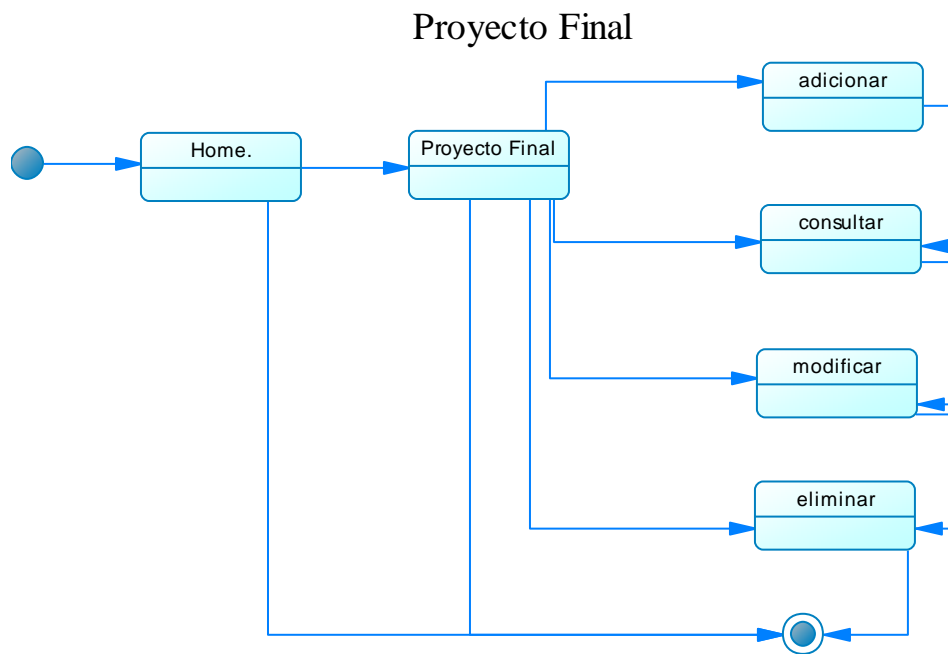 Proyecto Final
Home.
Proyecto Final
adicionar
consultar
modificar
eliminar